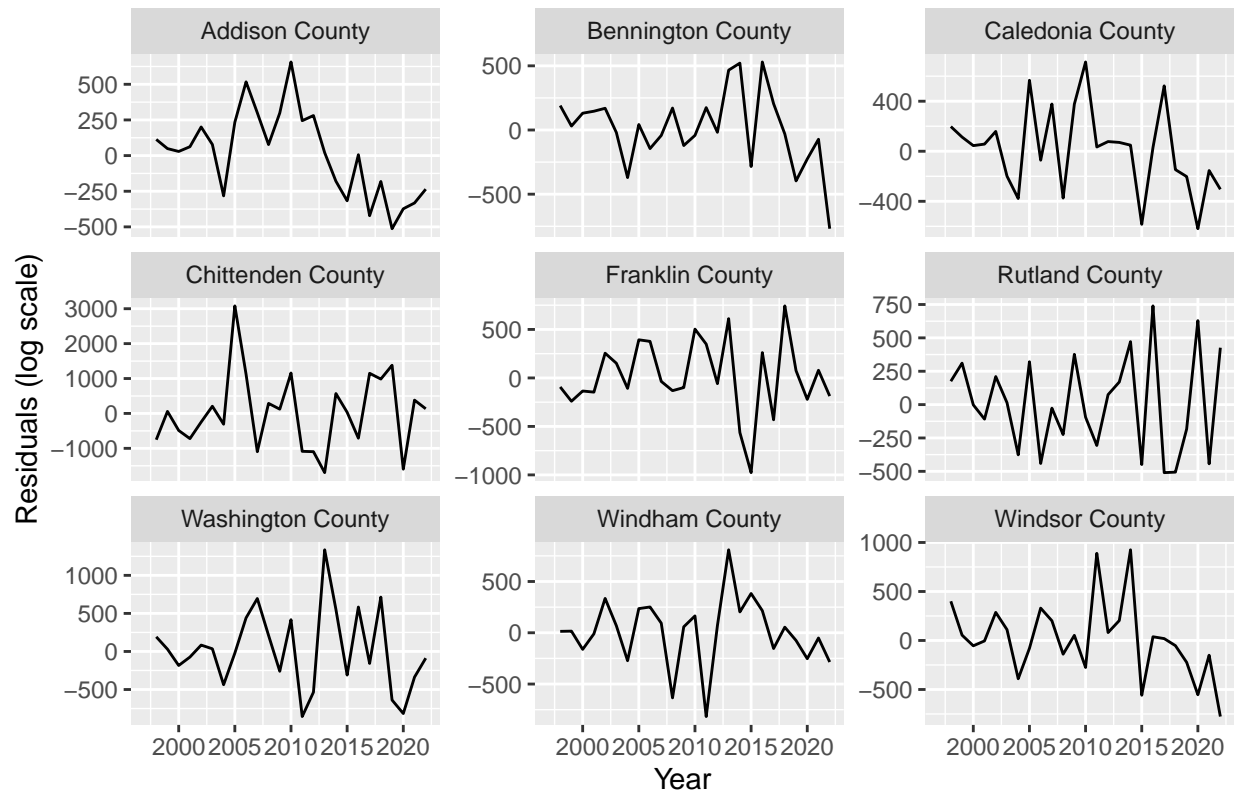 Addison County
Bennington County
Caledonia County
500
250
0
−250
−500
500
0
−500
400
0
−400
Chittenden County
Franklin County
Rutland County
3000
2000
1000
0
−1000
500
0
−500
−1000
750
500
250
0
−250
−500
Washington County
Windham County
Windsor County
1000
500
0
−500
500
0
−500
1000
500
0
−500
2000 2005 2010 2015 2020
2000 2005 2010 2015 2020
2000 2005 2010 2015 2020
Year
Residuals (log scale)